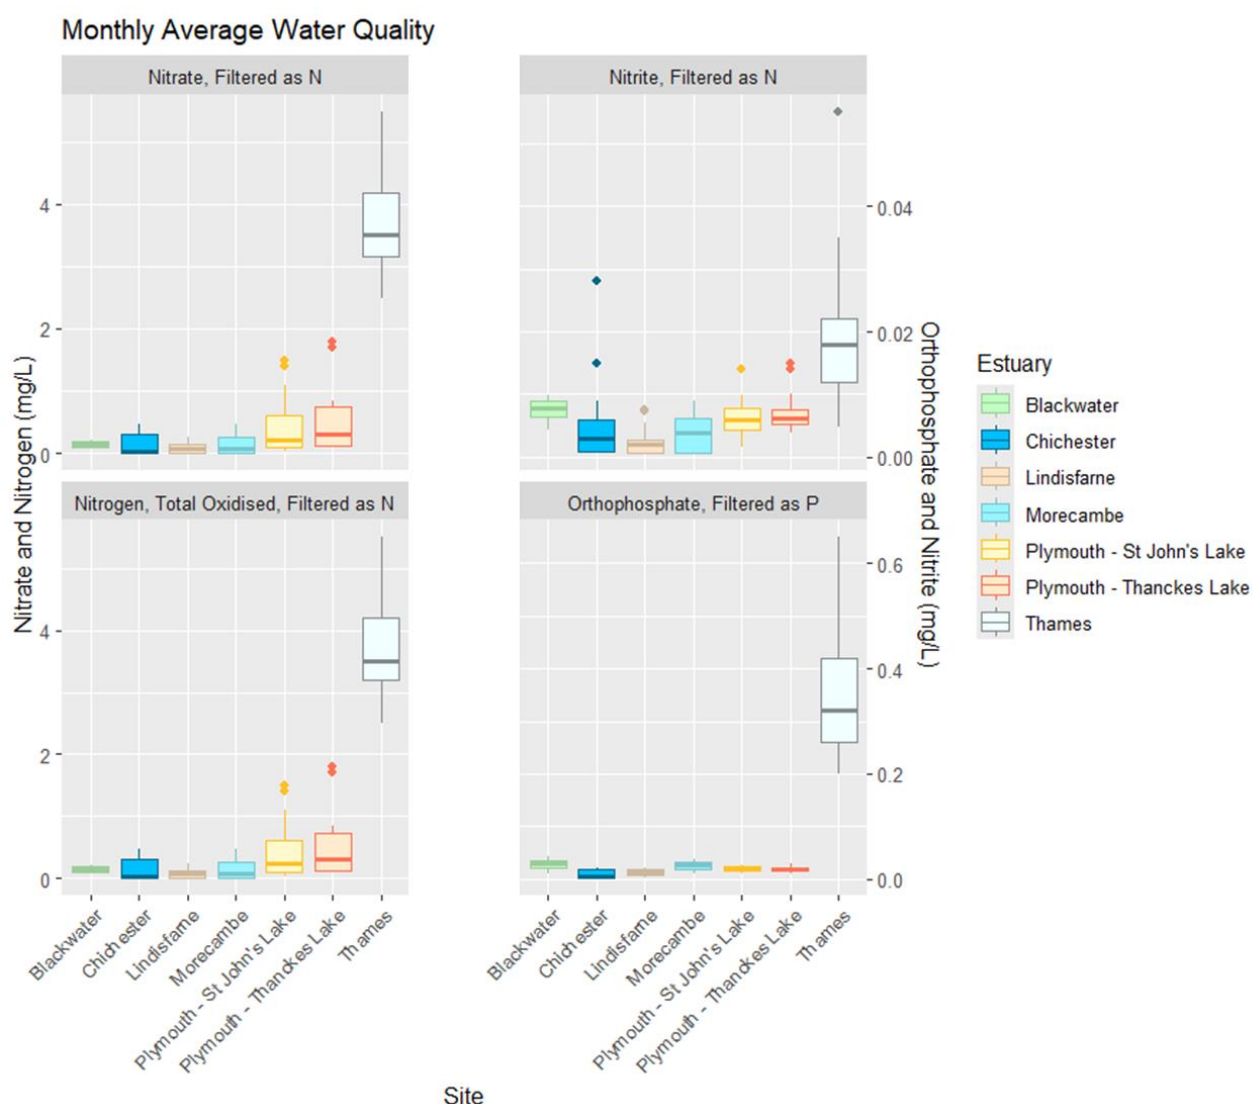 Monthly Average Water Quality
Nitrate, Filtered as N
Nitrite, Filtered as N
4
2
0
0.04
0.02
0.00
Nitrogen, Total Oxidised, Filtered as N
Orthophosphate, Filtered as P
4
2
0
0.6
0.4
0.2
0.0
Nitrate and Nitrogen (mg/L)
Orthophosphate and Nitrite (mg/L)
Blackwater
Chichester
Lindisfarne
Morecambe
Plymouth - St John's Lake
Plymouth - Thanckes Lake
Thames
Blackwater
Chichester
Lindisfarne
Morecambe
Plymouth - St John's Lake
Plymouth - Thanckes Lake
Thames
Site
Estuary
Blackwater
Chichester
Lindisfarne
Morecambe
Plymouth - St John's Lake
Plymouth - Thanckes Lake
Thames